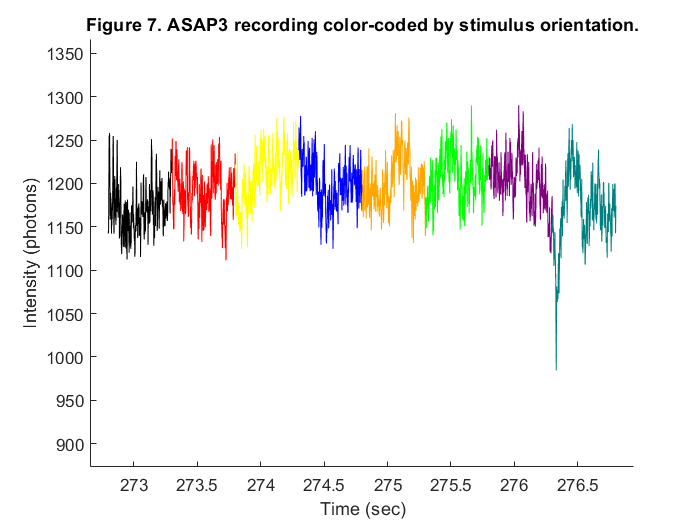 Figure 7. ASAP3 recording color-coded by stimulus orientation.
1350
1300
1250
1200
1150
1100
1050
1000
950
900
Intensity (photons)
273 273.5 274 274.5 275 275.5 276 276.5
Time (sec)